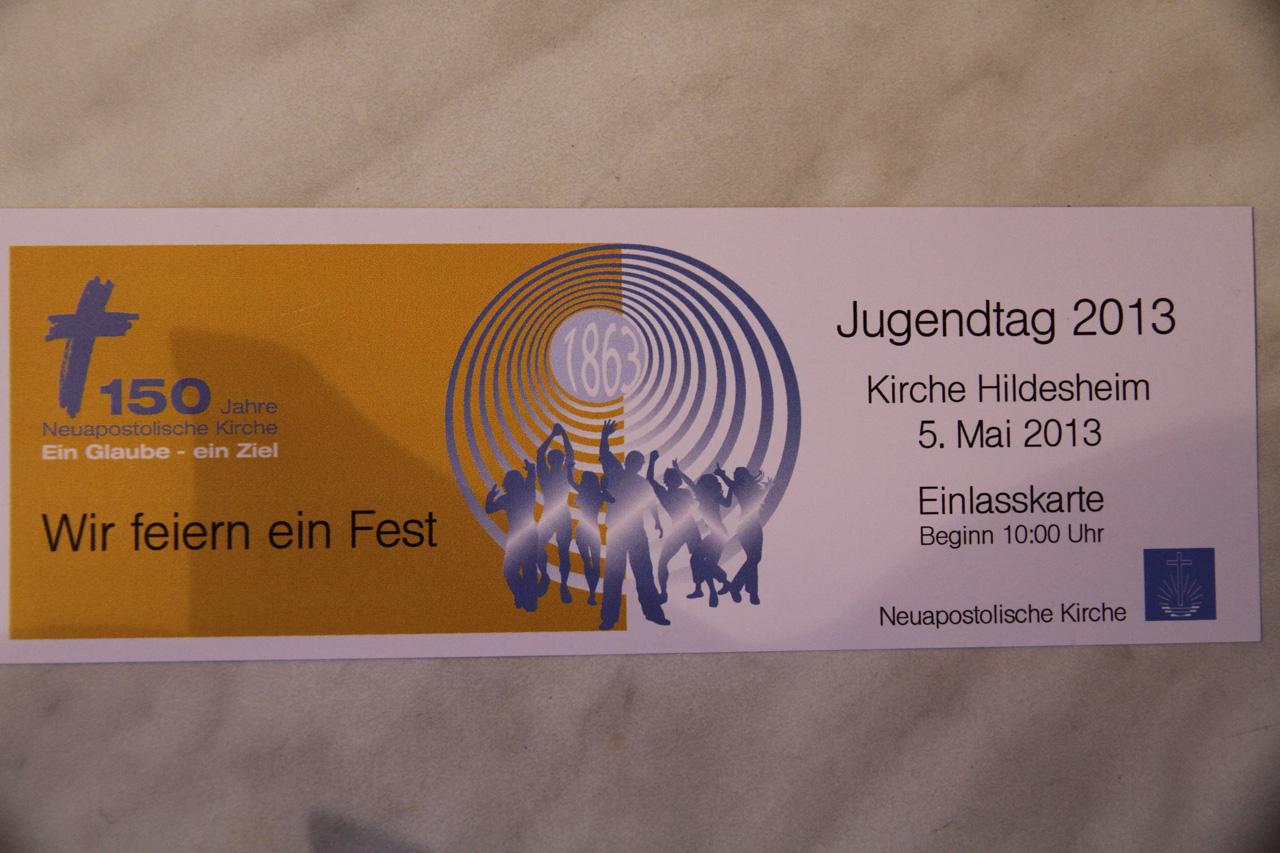 150 Jahre
Neuapostolische Kirche
Ein Glaube - ein Ziel
Wir feiern ein Fest
1863
Jugendtag 2013
Kirche Hildesheim
5. Mai 2013
Einlasskarte
Beginn 10:00 Uhr
Neuapostolische Kirche